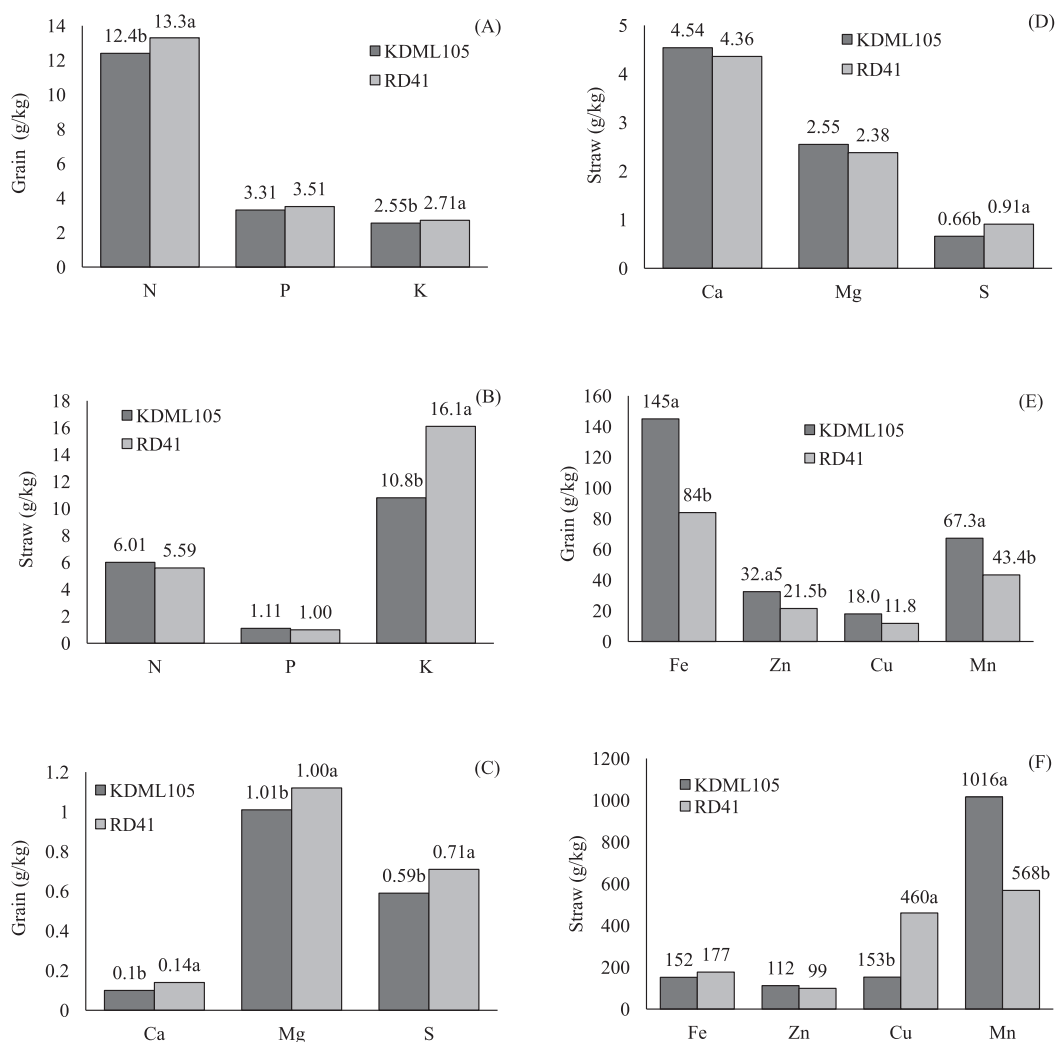 (A)
14
12
10
8
6
4
2
0
Grain (g/kg)
12.4b
13.3a
3.31
3.51
2.55b
2.71a
KDML105
RD41
N P K
(D)
5
4
3
2
1
0
Straw (g/kg)
4.54
4.36
2.55
2.38
0.66b
0.91a
KDML105
RD41
Ca Mg S
(B)
18
16
14
12
10
8
6
4
2
0
Straw (g/kg)
KDML105
RD41
6.01
5.59
1.11
1.00
10.8b
16.1a
N P K
(E)
160
140
120
100
80
60
40
20
0
Grain (g/kg)
KDML105
RD41
145a
84b
32.a5
21.5b
18.0
11.8
67.3a
43.4b
Fe Zn Cu Mn
(C)
1.2
1
0.8
0.6
0.4
0.2
0
Grain (g/kg)
KDML105
RD41
0.1b
0.14a
1.01b
1.00a
0.59b
0.71a
Ca Mg S
(F)
1200
1000
800
600
400
200
0
Straw (g/kg)
KDML105
RD41
152
177
112
99
153b
460a
1016a
568b
Fe Zn Cu Mn